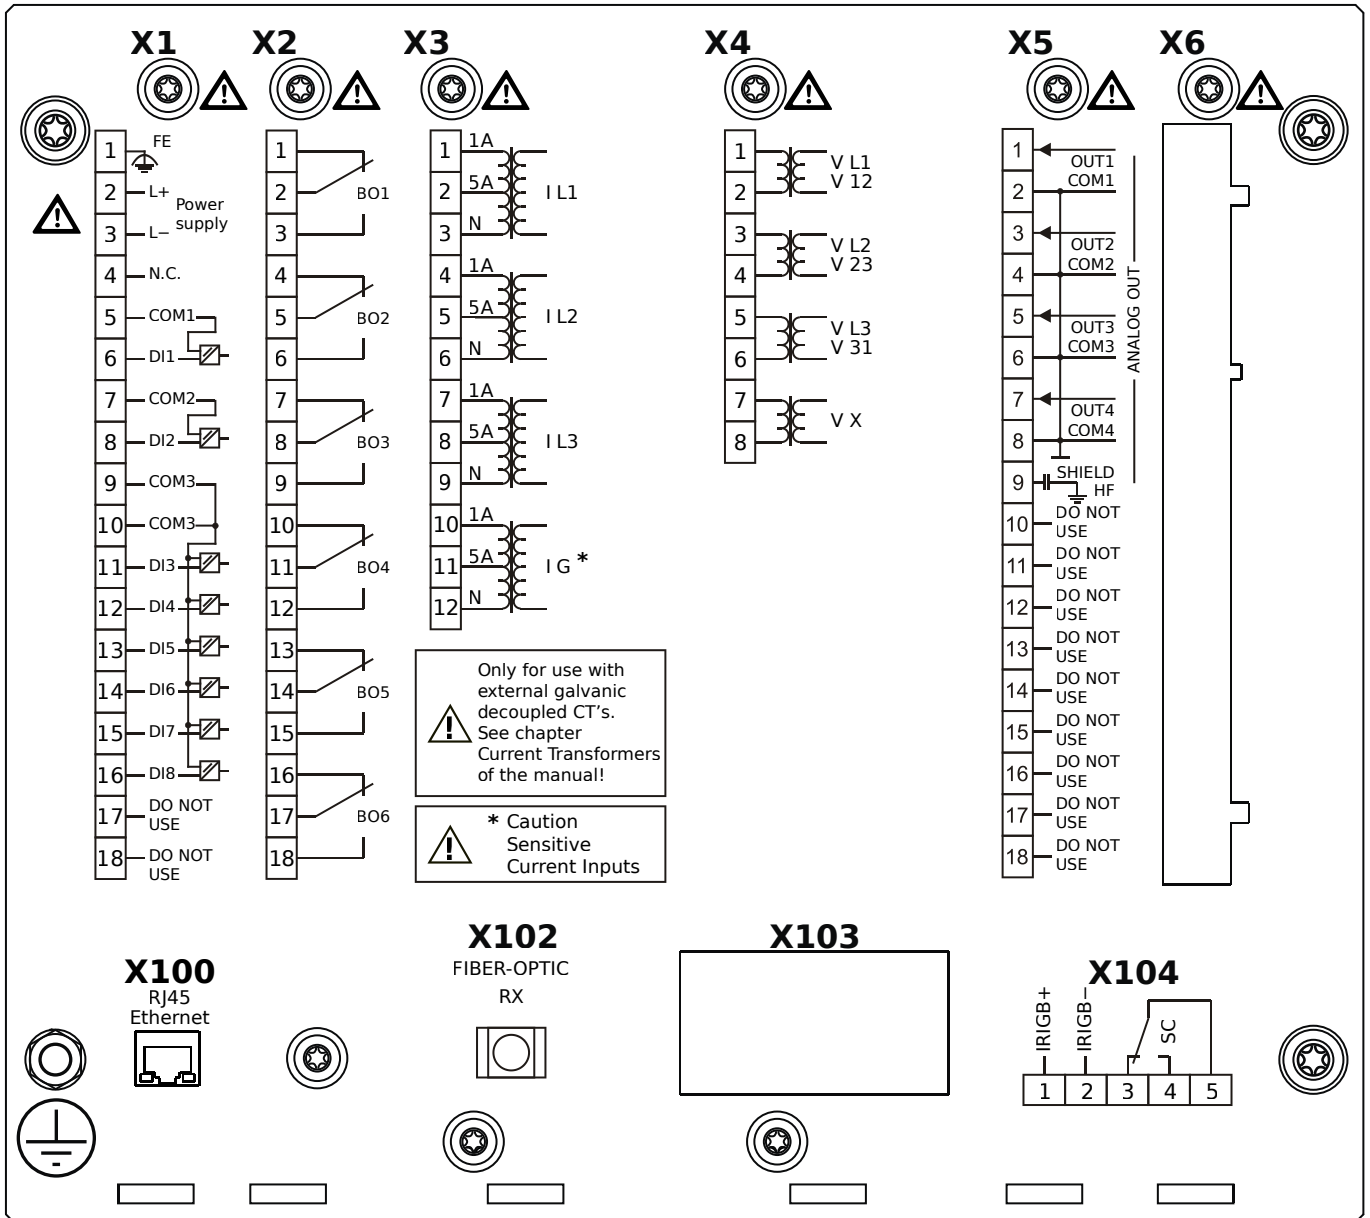 X1
X2
X3
X4
X5
X6
1 FE
2 L+
Power
supply
3 L−
4 N.C.
5 COM1
6 DI1
7 COM2
8 DI2
9 COM3
10 COM3
11 DI3
12 DI4
13 DI5
14 DI6
15 DI7
16 DI8
17 DO NOT
USE
18 DO NOT
USE
1
2 BO1
3
4
5 BO2
6
7
8 BO3
9
10
11 BO4
12
13
14 BO5
15
16
17 BO6
18
1 1A
2 5A I L1
3 N
4 1A
5 5A I L2
6 N
7 1A
8 5A I L3
9 N
10 1A
11 5A I G *
12 N
Only for use with
external galvanic
decoupled CT's.
See chapter
Current Transformers
of the manual!
* Caution
Sensitive
Current Inputs
1 V L1
2 V 12
3 V L2
4 V 23
5 V L3
6 V 31
7 V X
8
1 OUT1
2 COM1
3 OUT2
4 COM2
5 OUT3
6 COM3
7 OUT4
8 COM4
ANALOG OUT
9 SHIELD
HF
10 DO NOT
USE
11 DO NOT
USE
12 DO NOT
USE
13 DO NOT
USE
14 DO NOT
USE
15 DO NOT
USE
16 DO NOT
USE
17 DO NOT
USE
18 DO NOT
USE
X100
RJ45
Ethernet
X102
FIBER-OPTIC
RX
X103
X104
IRIGB+
IRIGB−
SC
1 2 3 4 5